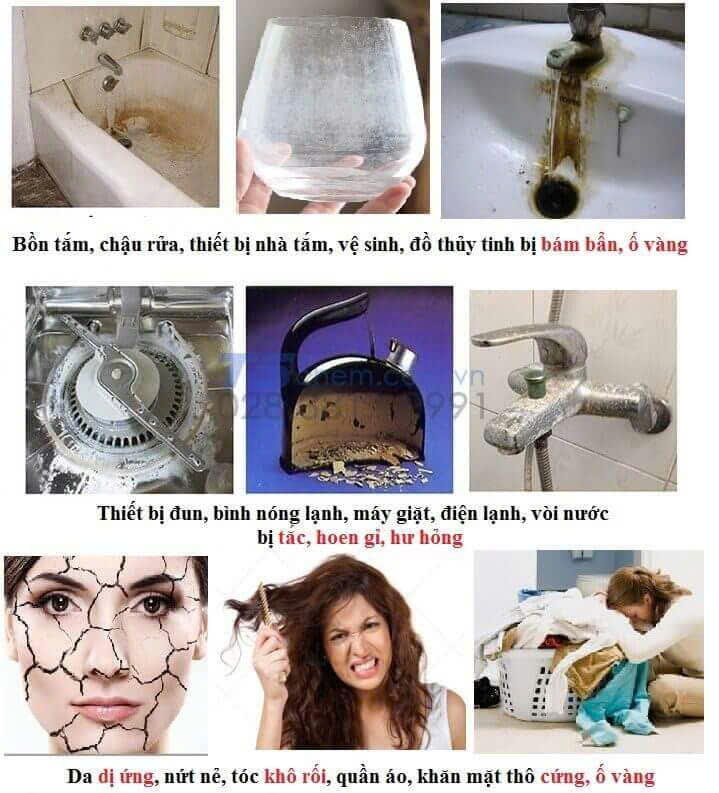 Bồn tắm, chậu rửa, thiết bị nhà tắm, vệ sinh, đồ thủy tinh bị bám bẩn, ố vàng
Thiết bị đun, bình nóng lạnh, máy giặt, điện lạnh, vòi nước
bị tắc, hoen gỉ, hư hỏng
Da dị ứng, nứt nẻ, tóc khô rối, quần áo, khăn mặt thô cứng, ố vàng